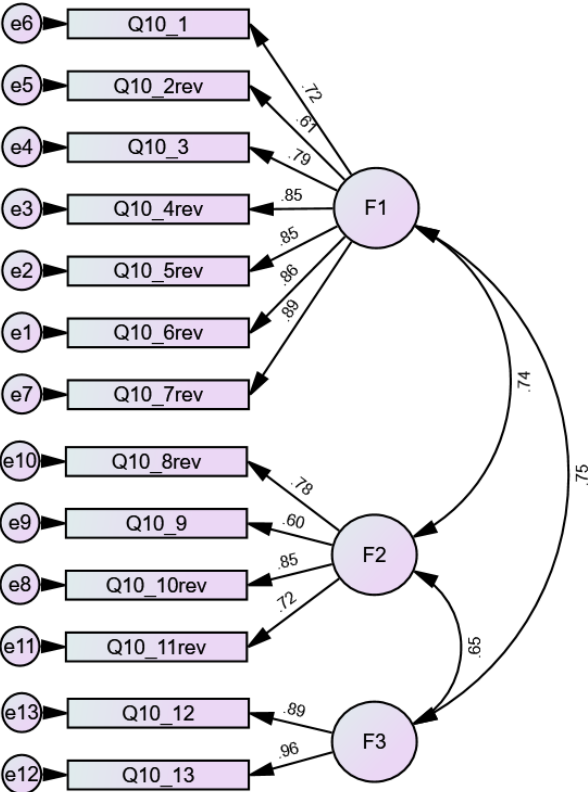 e6 Q10_1
.72
e5 Q10_2rev
.61
e4 Q10_3
.79
e3 Q10_4rev
.85
F1
e2 Q10_5rev
.85
e1 Q10_6rev
.86
e7 Q10_7rev
.89
.74
.75
e10 Q10_8rev
.78
e9 Q10_9
.60
F2
e8 Q10_10rev
.85
e11 Q10_11rev
.72
.65
e13 Q10_12
.89
F3
e12 Q10_13
.96